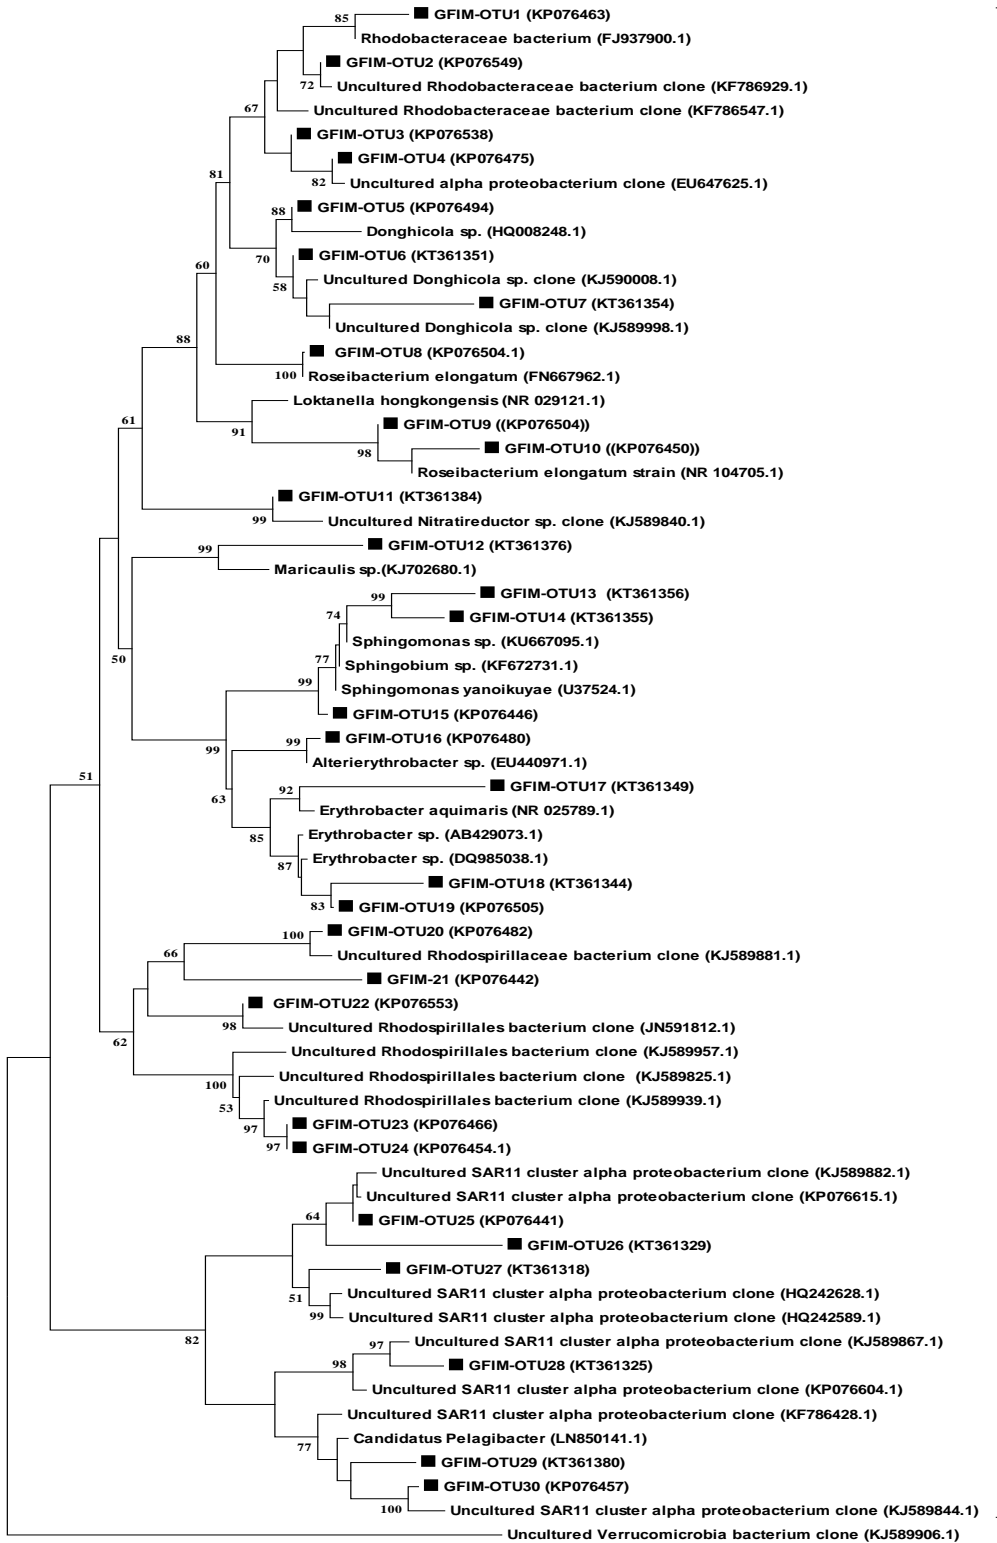 85 GFIM-OTU1 (KP076463)
Rhodobacteraceae bacterium (FJ937900.1)
GFIM-OTU2 (KP076549)
72 Uncultured Rhodobacteraceae bacterium clone (KF786929.1)
67 Uncultured Rhodobacteraceae bacterium clone (KF786547.1)
GFIM-OTU3 (KP076538)
GFIM-OTU4 (KP076475)
81 82 Uncultured alpha proteobacterium clone (EU647625.1)
88 GFIM-OTU5 (KP076494)
Donghicola sp. (HQ008248.1)
70 GFIM-OTU6 (KT361351)
60 58 Uncultured Donghicola sp. clone (KJ590008.1)
GFIM-OTU7 (KT361354)
Uncultured Donghicola sp. clone (KJ589998.1)
88 GFIM-OTU8 (KP076504.1)
100 Roseibacterium elongatum (FN667962.1)
Loktanella hongkongensis (NR 029121.1)
61 91 GFIM-OTU9 ((KP076504))
98 GFIM-OTU10 ((KP076450))
Roseibacterium elongatum strain (NR 104705.1)
GFIM-OTU11 (KT361384)
99 Uncultured Nitratireductor sp. clone (KJ589840.1)
99 GFIM-OTU12 (KT361376)
Maricaulis sp.(KJ702680.1)
99 GFIM-OTU13 (KT361356)
74 GFIM-OTU14 (KT361355)
Sphingomonas sp. (KU667095.1)
50 77 Sphingobium sp. (KF672731.1)
99 Sphingomonas yanoikuyae (U37524.1)
GFIM-OTU15 (KP076446)
99 99 GFIM-OTU16 (KP076480)
Alterierythrobacter sp. (EU440971.1)
51 63 92 GFIM-OTU17 (KT361349)
Erythrobacter aquimaris (NR 025789.1)
85 Erythrobacter sp. (AB429073.1)
87 Erythrobacter sp. (DQ985038.1)
GFIM-OTU18 (KT361344)
83 GFIM-OTU19 (KP076505)
100 GFIM-OTU20 (KP076482)
66 Uncultured Rhodospirillaceae bacterium clone (KJ589881.1)
GFIM-21 (KP076442)
GFIM-OTU22 (KP076553)
62 98 Uncultured Rhodospirillales bacterium clone (JN591812.1)
Uncultured Rhodospirillales bacterium clone (KJ589957.1)
100 Uncultured Rhodospirillales bacterium clone (KJ589825.1)
53 Uncultured Rhodospirillales bacterium clone (KJ589939.1)
97 GFIM-OTU23 (KP076466)
97 GFIM-OTU24 (KP076454.1)
Uncultured SAR11 cluster alpha proteobacterium clone (KJ589882.1)
Uncultured SAR11 cluster alpha proteobacterium clone (KP076615.1)
64 GFIM-OTU25 (KP076441)
GFIM-OTU26 (KT361329)
GFIM-OTU27 (KT361318)
51 Uncultured SAR11 cluster alpha proteobacterium clone (HQ242628.1)
99 Uncultured SAR11 cluster alpha proteobacterium clone (HQ242589.1)
82 97 Uncultured SAR11 cluster alpha proteobacterium clone (KJ589867.1)
98 GFIM-OTU28 (KT361325)
Uncultured SAR11 cluster alpha proteobacterium clone (KP076604.1)
Uncultured SAR11 cluster alpha proteobacterium clone (KF786428.1)
77 Candidatus Pelagibacter (LN850141.1)
GFIM-OTU29 (KT361380)
GFIM-OTU30 (KP076457)
100 Uncultured SAR11 cluster alpha proteobacterium clone (KJ589844.1)
Uncultured Verrucomicrobia bacterium clone (KJ589906.1)